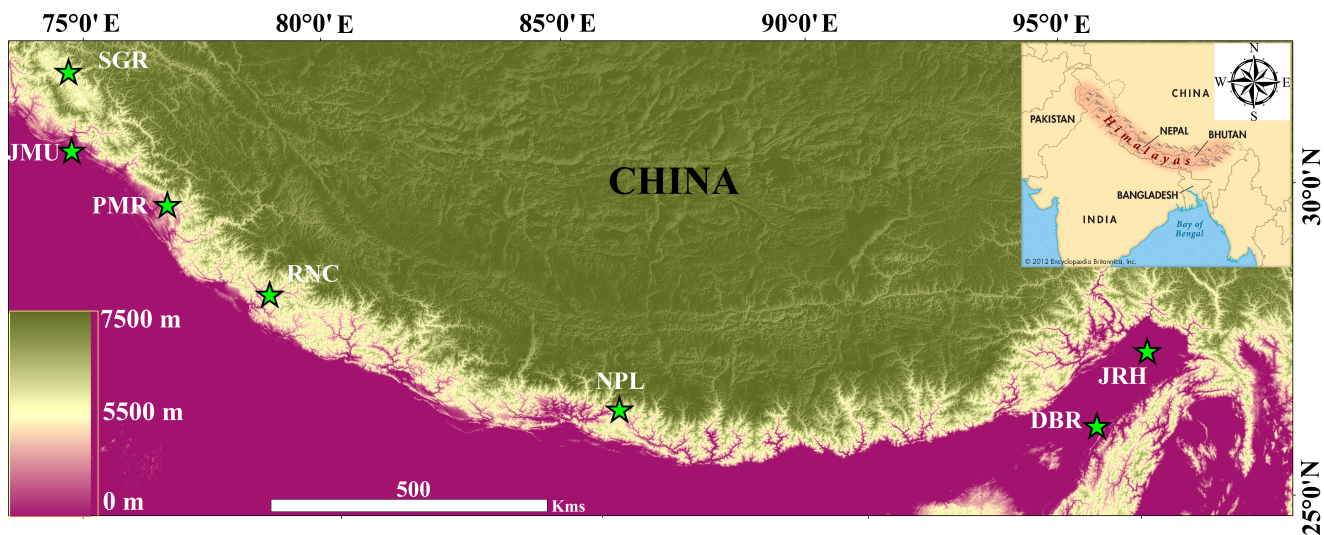 75°0' E 80°0' E 85°0' E 90°0' E 95°0' E
SGR
JMU
PMR
RNC
CHINA
NPL
JRH
DBR
7500 m
5500 m
0 m
500
Kms
30°0'N
25°0'N
N
W E
S
CHINA
PAKISTAN
Himalayas
NEPAL
BHUTAN
BANGLADESH
INDIA
Bay of
Bengal
© 2012 Encyclopædia Britannica, Inc.